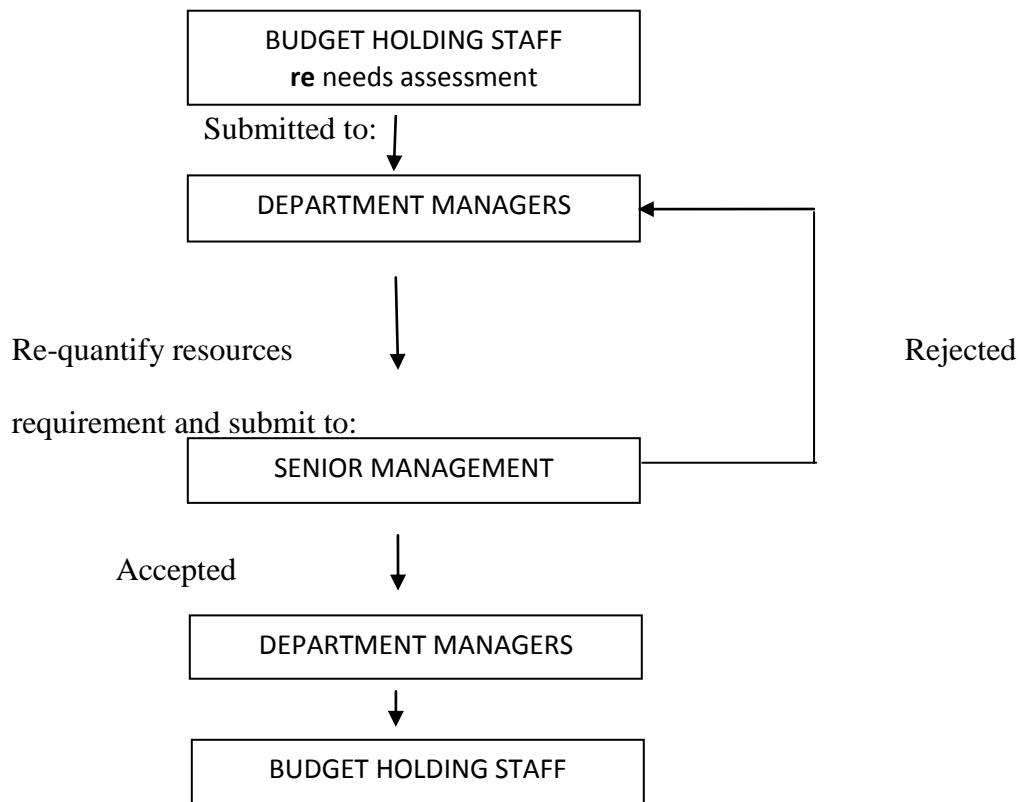 BUDGET HOLDING STAFF
re needs assessment
Submitted to:
DEPARTMENT MANAGERS
Re-quantify resources
Rejected
requirement and submit to:
SENIOR MANAGEMENT
Accepted
DEPARTMENT MANAGERS
BUDGET HOLDING STAFF